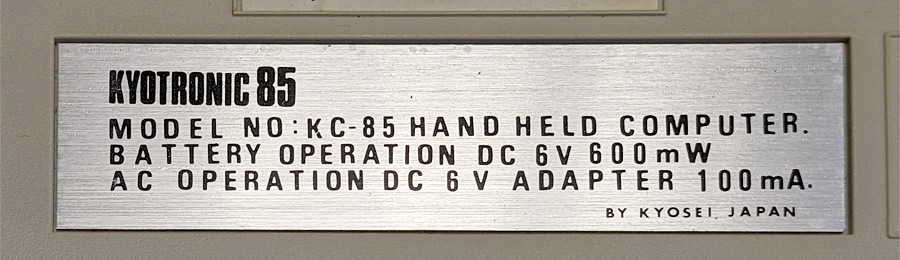 KYOTRONIC 85
MODEL NO:KC-85 HAND HELD COMPUTER.
BATTERY OPERATION DC 6V 600mW
AC OPERATION DC 6V ADAPTER 100mA.
BY KYOSEI, JAPAN